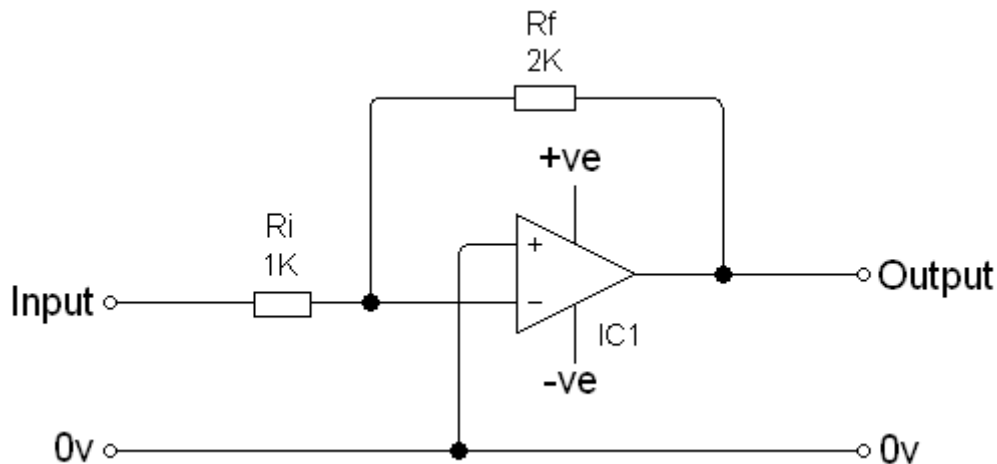 Rf
2K
+ve
Ri
1K
+
Input
−
Output
IC1
-ve
0v
0v